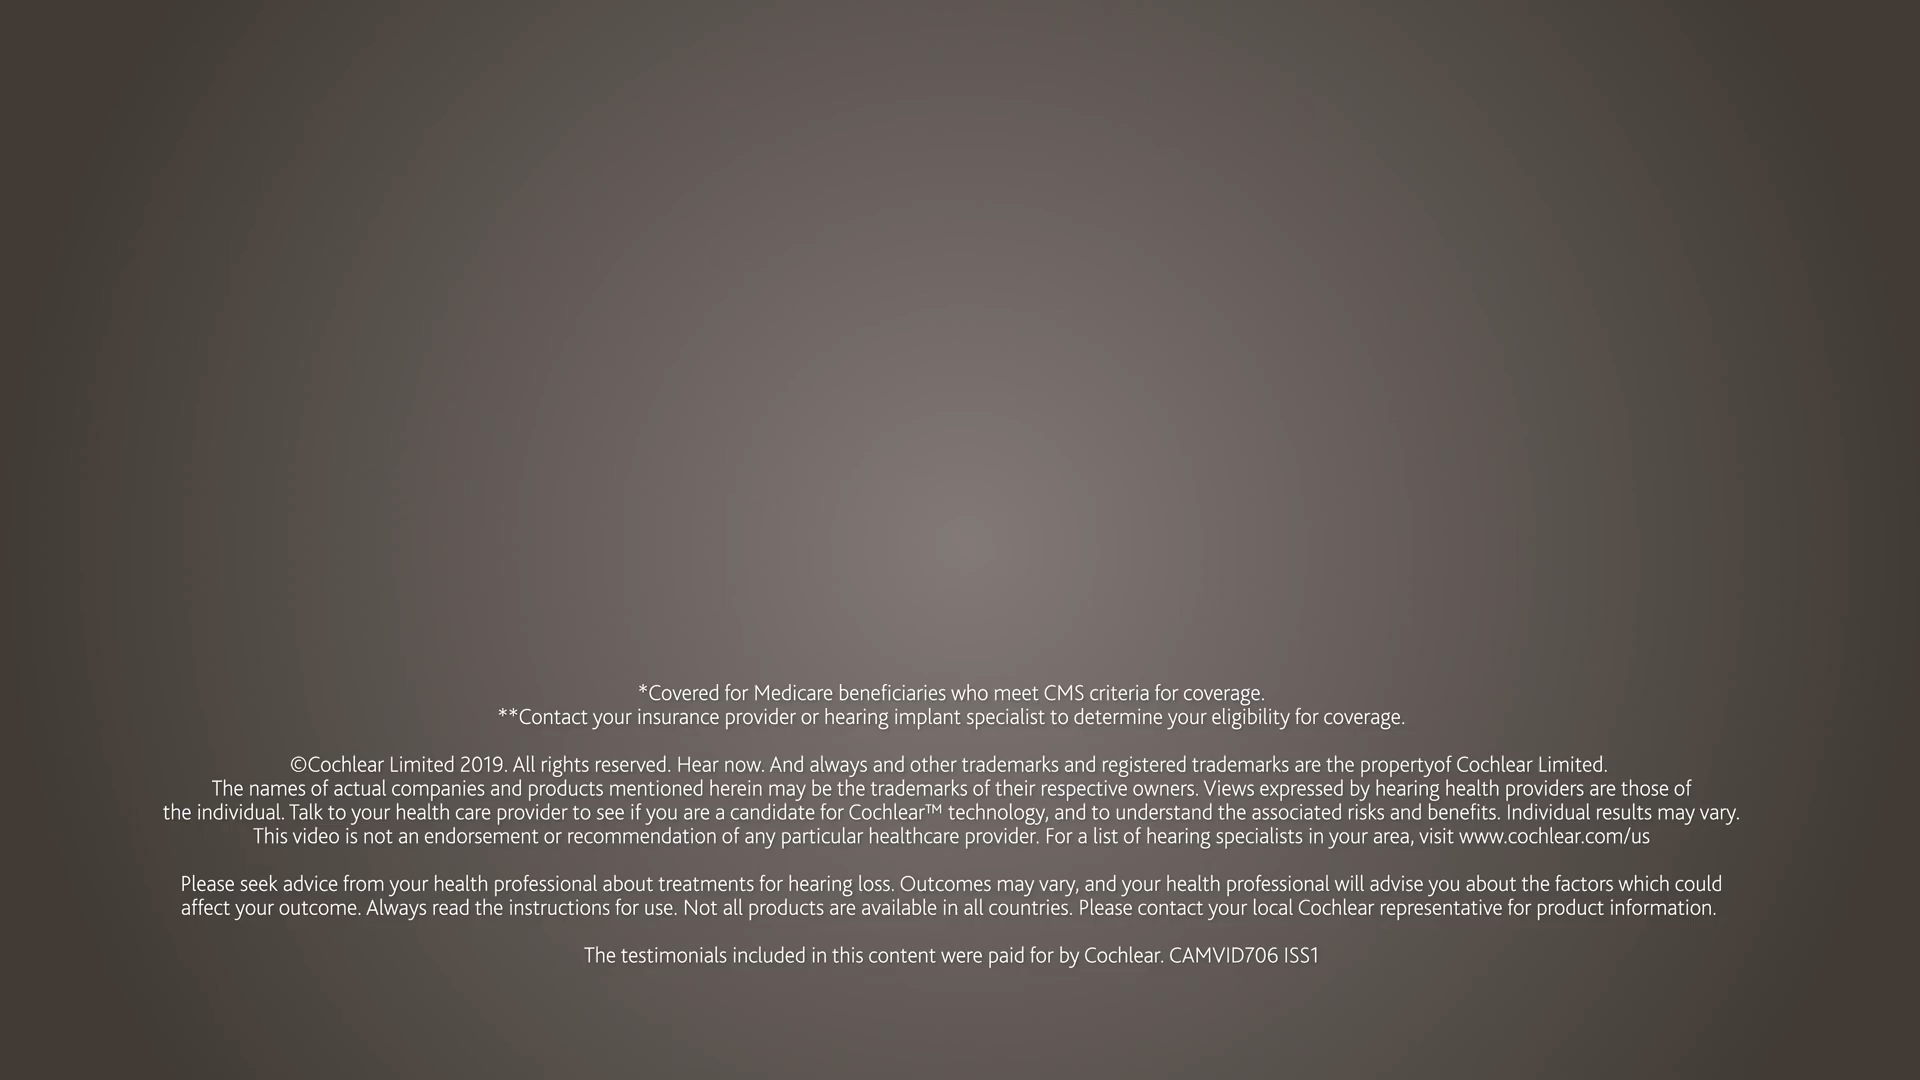 *Covered for Medicare beneficiaries who meet CMS criteria for coverage.
**Contact your insurance provider or hearing implant specialist to determine your eligibility for coverage.
©Cochlear Limited 2019. All rights reserved. Hear now. And always and other trademarks and registered trademarks are the propertyof Cochlear Limited.
The names of actual companies and products mentioned herein may be the trademarks of their respective owners. Views expressed by hearing health providers are those of
the individual. Talk to your health care provider to see if you are a candidate for Cochlear™ technology, and to understand the associated risks and benefits. Individual results may vary.
This video is not an endorsement or recommendation of any particular healthcare provider. For a list of hearing specialists in your area, visit www.cochlear.com/us
Please seek advice from your health professional about treatments for hearing loss. Outcomes may vary, and your health professional will advise you about the factors which could
affect your outcome. Always read the instructions for use. Not all products are available in all countries. Please contact your local Cochlear representative for product information.
The testimonials included in this content were paid for by Cochlear. CAMVID706 ISS1